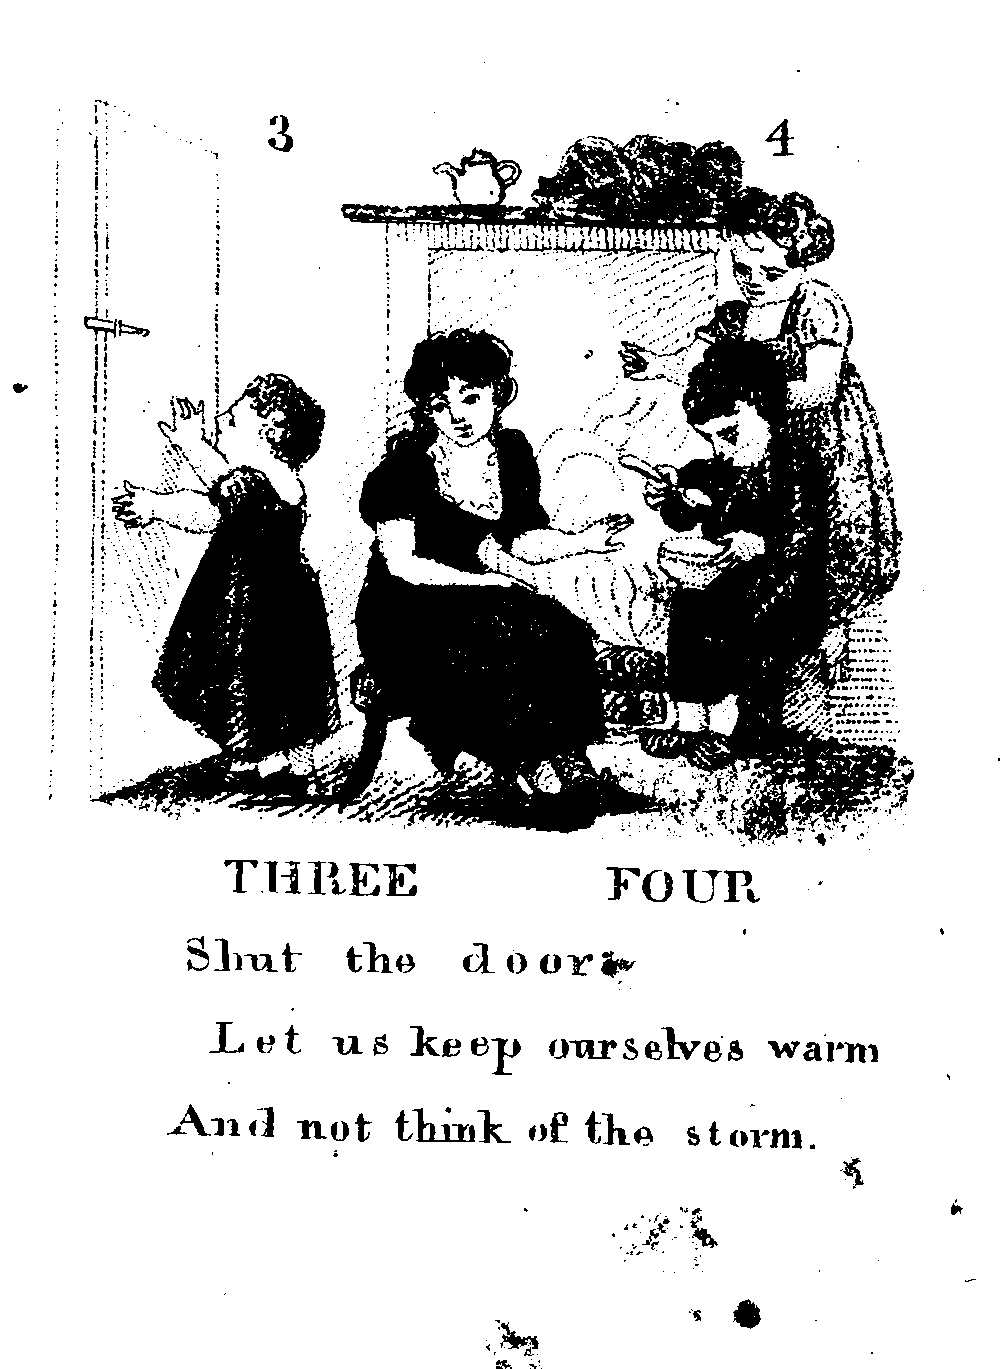 3 4
THREE FOUR
Shut the door
Let us keep ourselves warm
And not think of the storm.